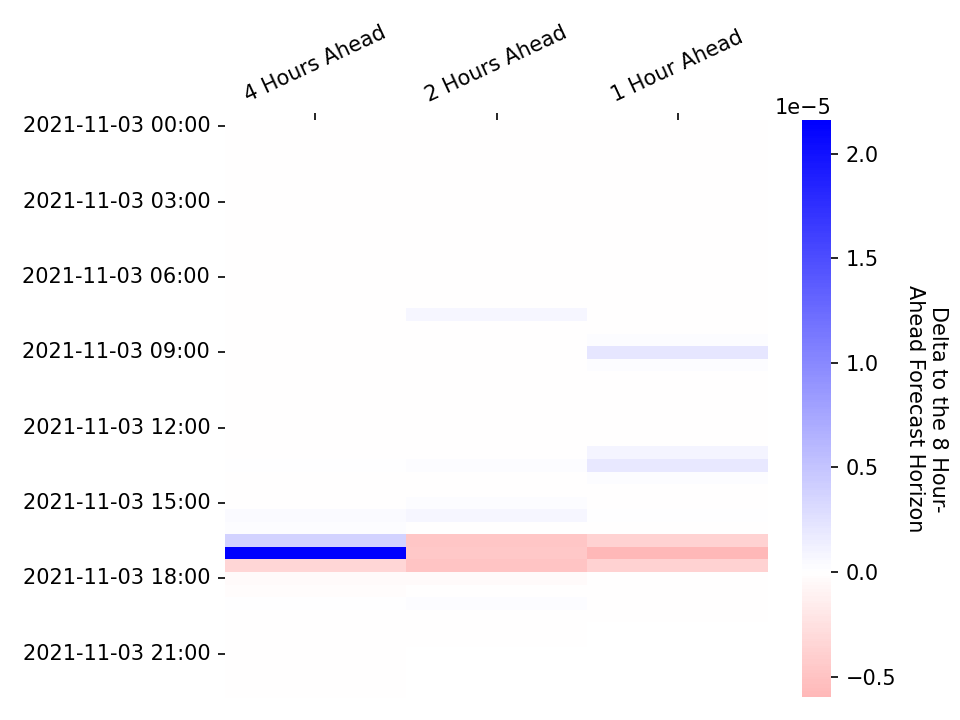 4 Hours Ahead
2 Hours Ahead
1 Hour Ahead
1e−5
2021-11-03 00:00
2021-11-03 03:00
2021-11-03 06:00
2021-11-03 09:00
2021-11-03 12:00
2021-11-03 15:00
2021-11-03 18:00
2021-11-03 21:00
2.0
1.5
1.0
0.5
0.0
−0.5
Delta to the 8 Hour-
Ahead Forecast Horizon